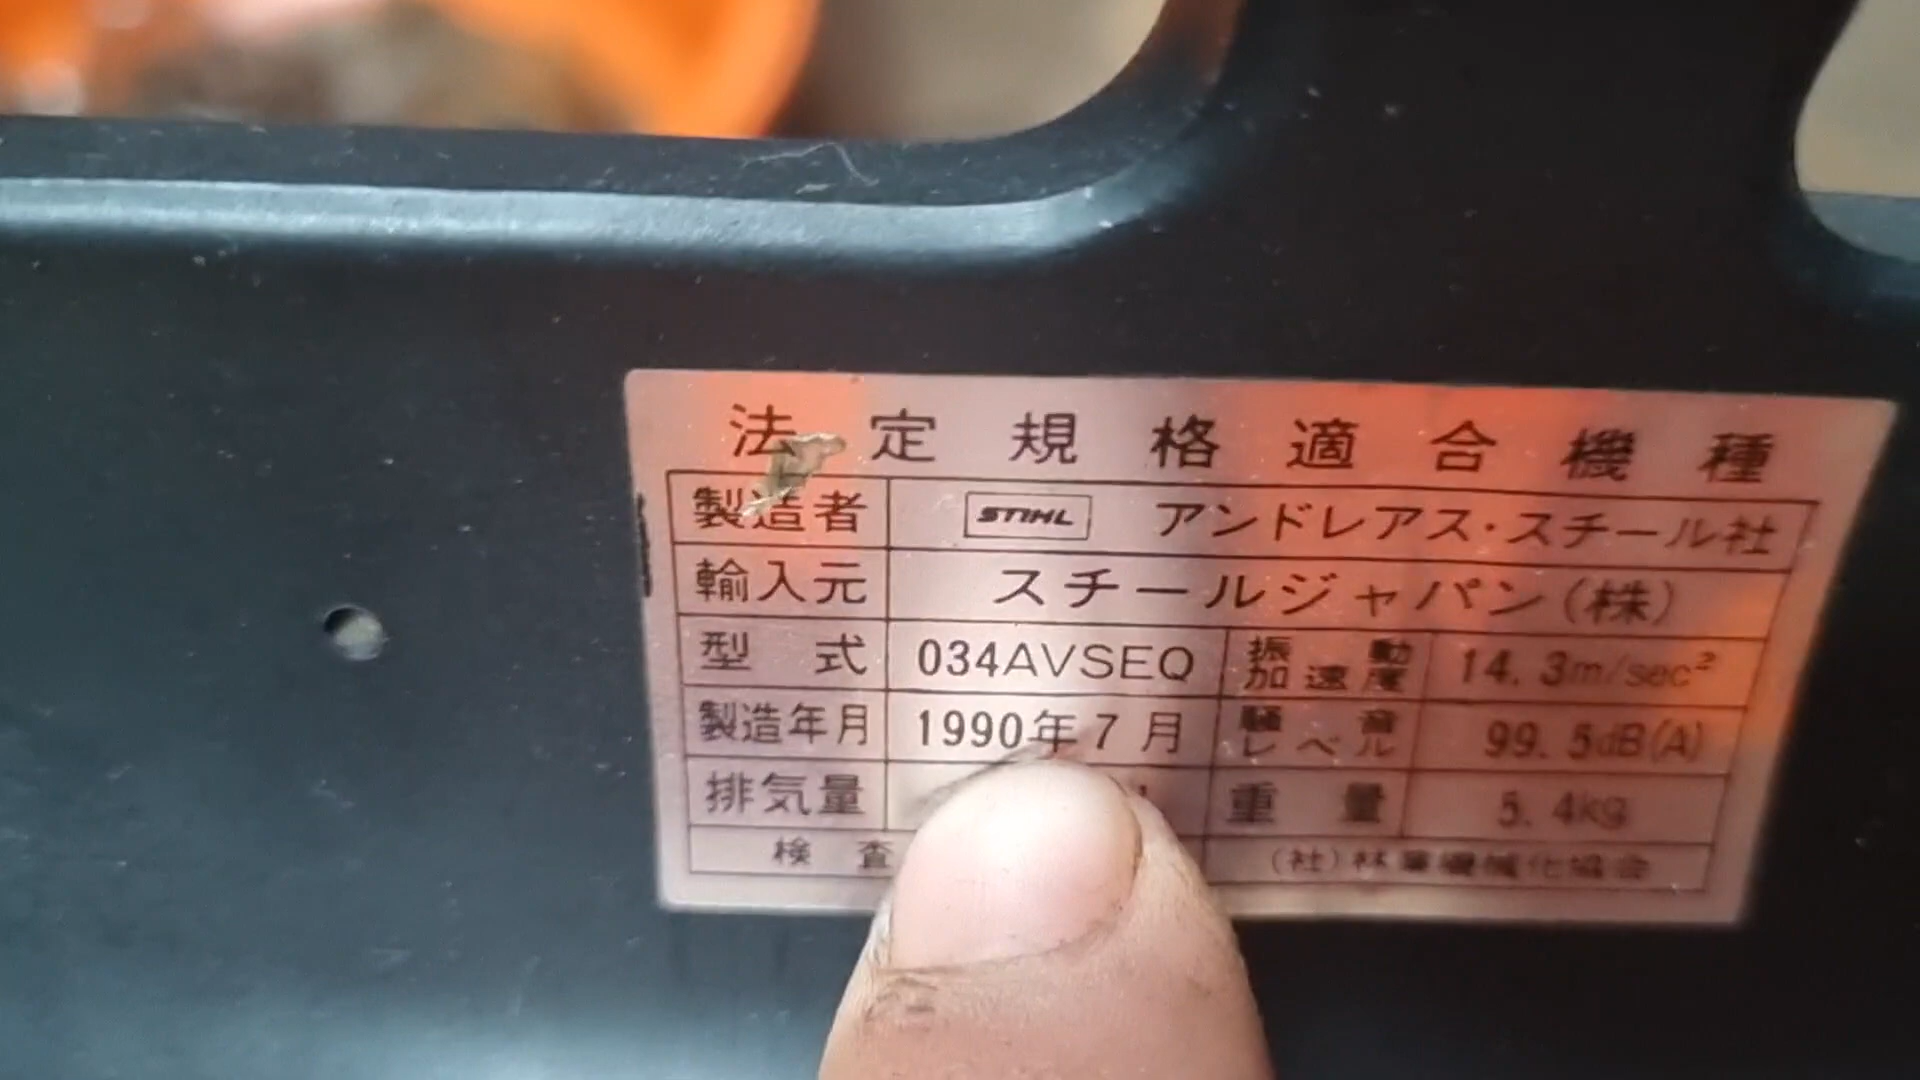 法定規格適合機種
製造者 STIHL アンドレアス・スチール社
輸入元 スチールジャパン(株)
型式 034AVSEQ 振動加速度 14.3m/sec²
製造年月 1990年7月 騒音レベル 99.5dB(A)
排気量 重量 5.4kg
検査 (社)林業機械化協会